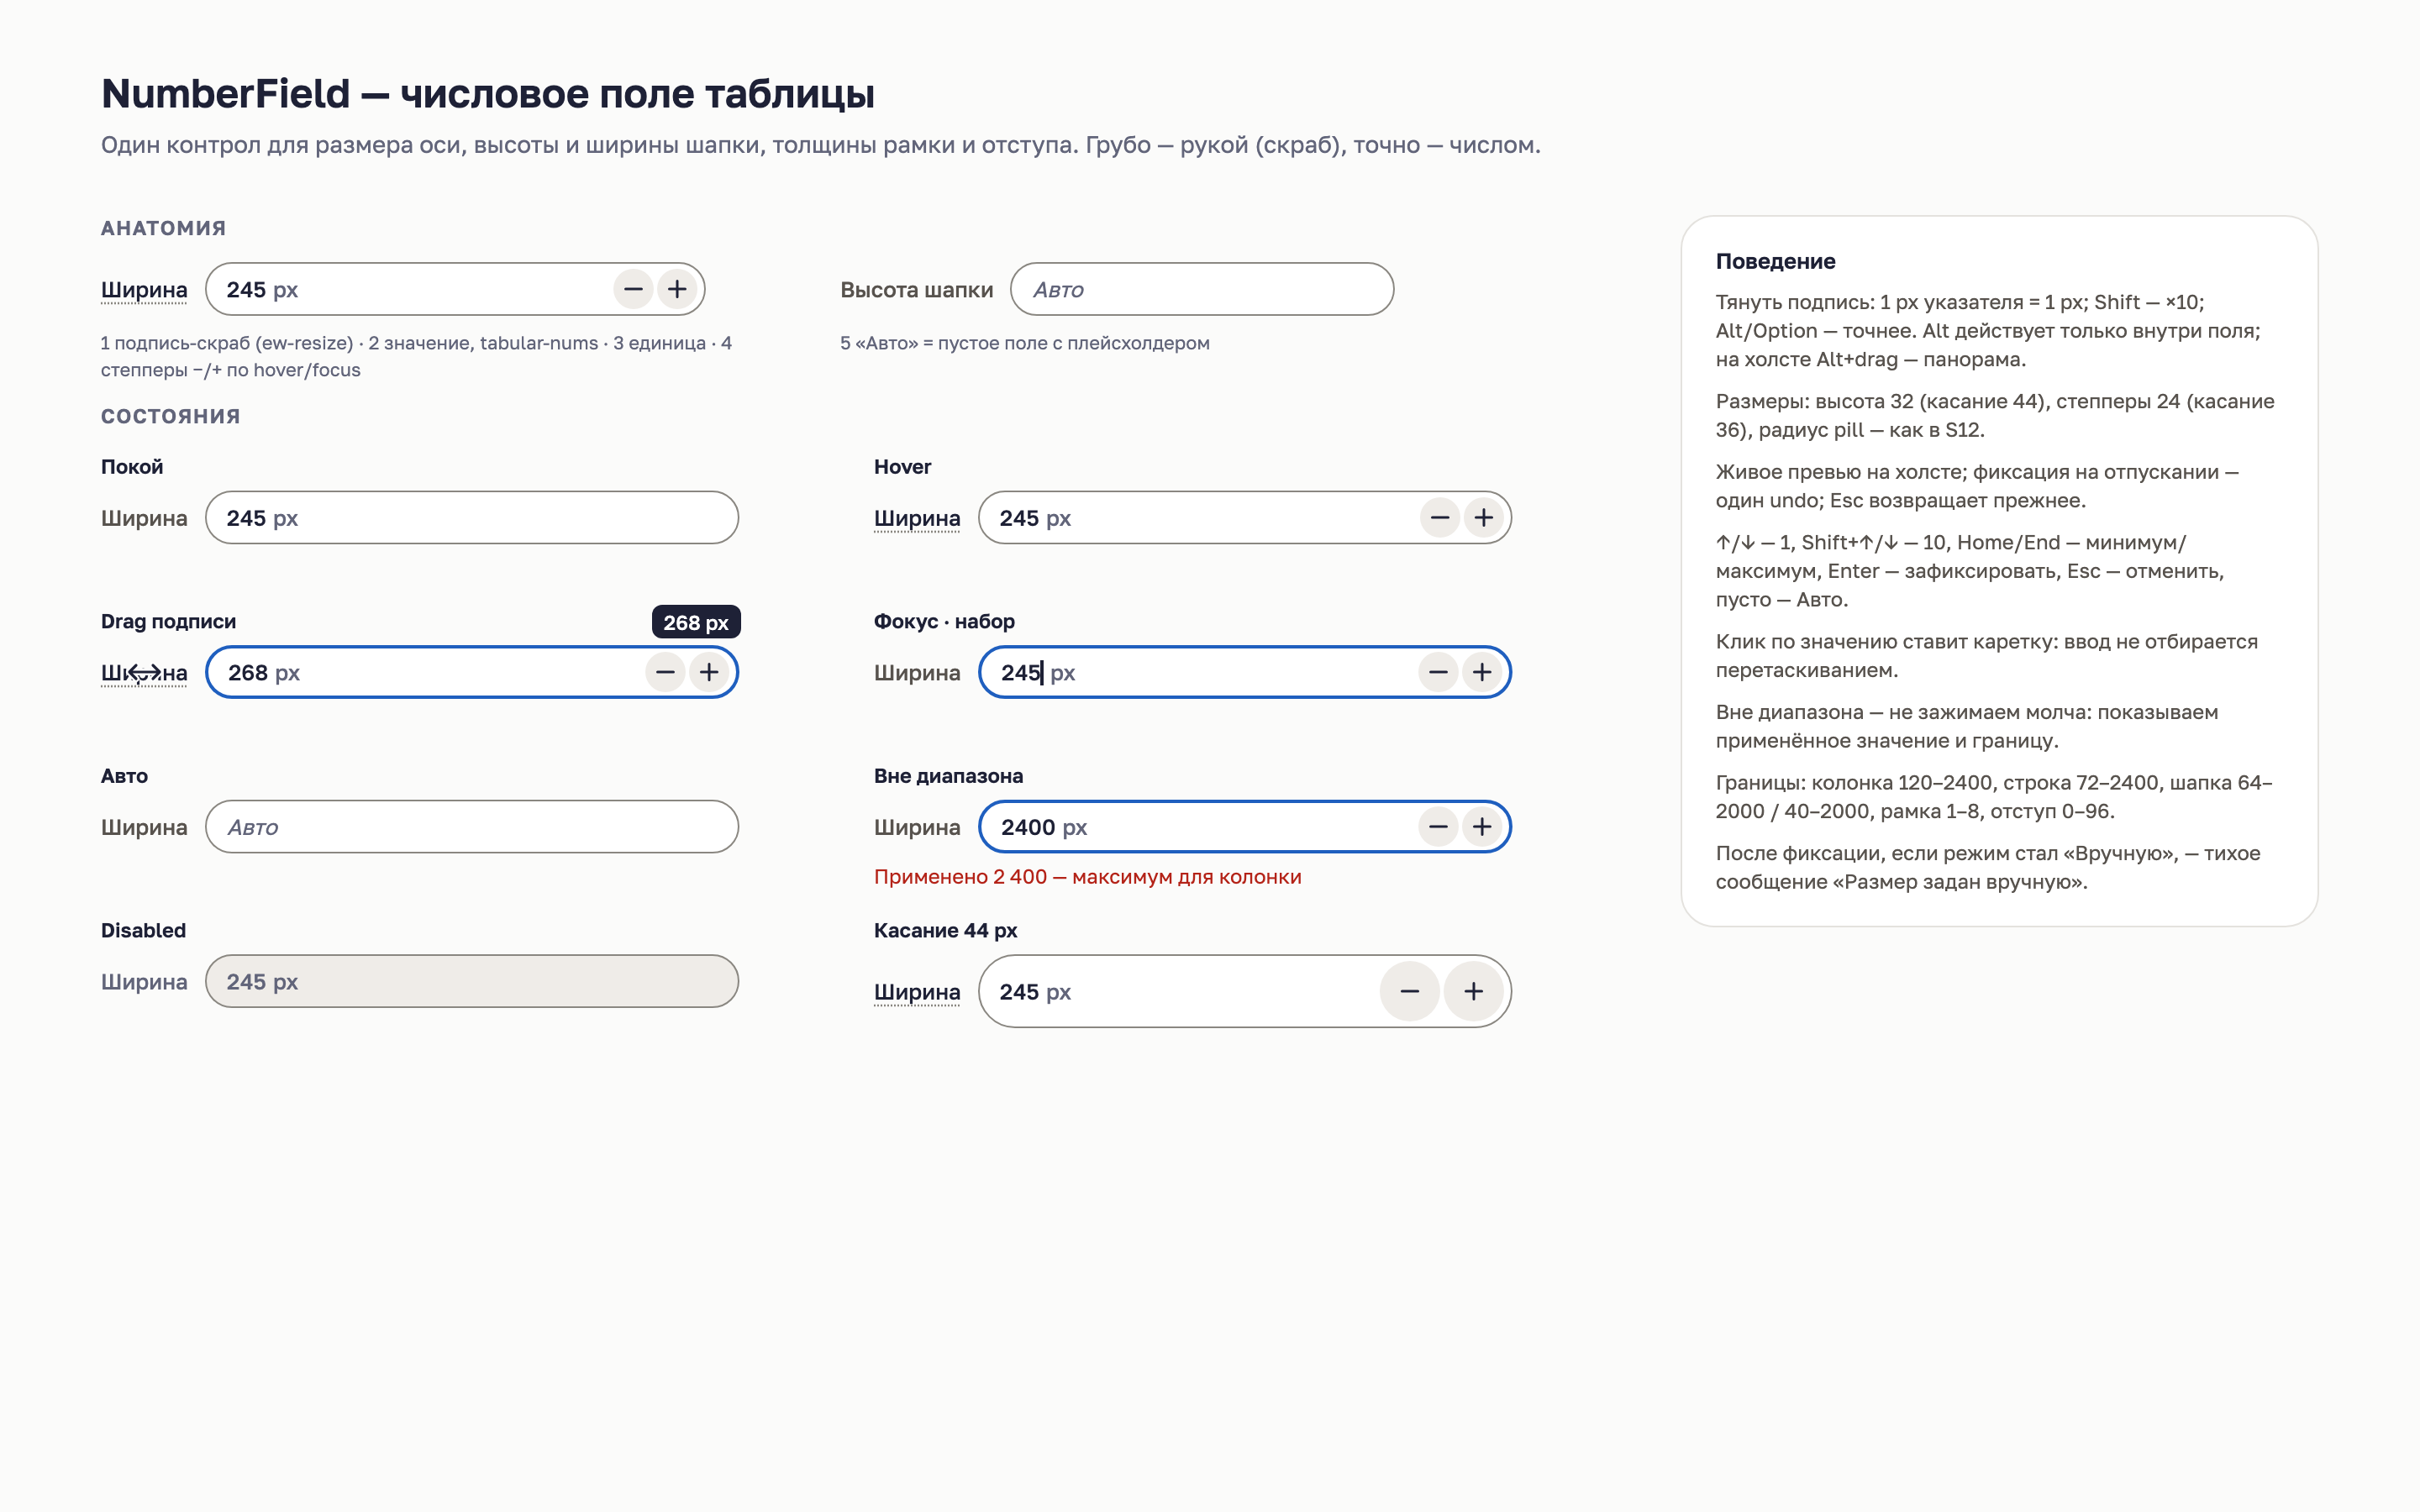 NumberField — числовое поле таблицы
Один контрол для размера оси, высоты и ширины шапки, толщины рамки и отступа. Грубо — рукой (скраб), точно — числом.
АНАТОМИЯ
Ширина 245 px − +
1 подпись-скраб (ew-resize) · 2 значение, tabular-nums · 3 единица · 4
степперы −/+ по hover/focus
Высота шапки Авто
5 «Авто» = пустое поле с плейсхолдером
СОСТОЯНИЯ
Покой
Ширина 245 px
Hover
Ширина 245 px − +
Drag подписи 268 px
Ширина 268 px − +
Фокус · набор
Ширина 245 px − +
Авто
Ширина Авто
Вне диапазона
Ширина 2400 px − +
Применено 2 400 — максимум для колонки
Disabled
Ширина 245 px
Касание 44 px
Ширина 245 px − +
Поведение
Тянуть подпись: 1 px указателя = 1 px; Shift — ×10;
Alt/Option — точнее. Alt действует только внутри поля;
на холсте Alt+drag — панорама.
Размеры: высота 32 (касание 44), степперы 24 (касание
36), радиус pill — как в S12.
Живое превью на холсте; фиксация на отпускании —
один undo; Esc возвращает прежнее.
↑/↓ — 1, Shift+↑/↓ — 10, Home/End — минимум/
максимум, Enter — зафиксировать, Esc — отменить,
пусто — Авто.
Клик по значению ставит каретку: ввод не отбирается
перетаскиванием.
Вне диапазона — не зажимаем молча: показываем
применённое значение и границу.
Границы: колонка 120–2400, строка 72–2400, шапка 64–
2000 / 40–2000, рамка 1–8, отступ 0–96.
После фиксации, если режим стал «Вручную», — тихое
сообщение «Размер задан вручную».